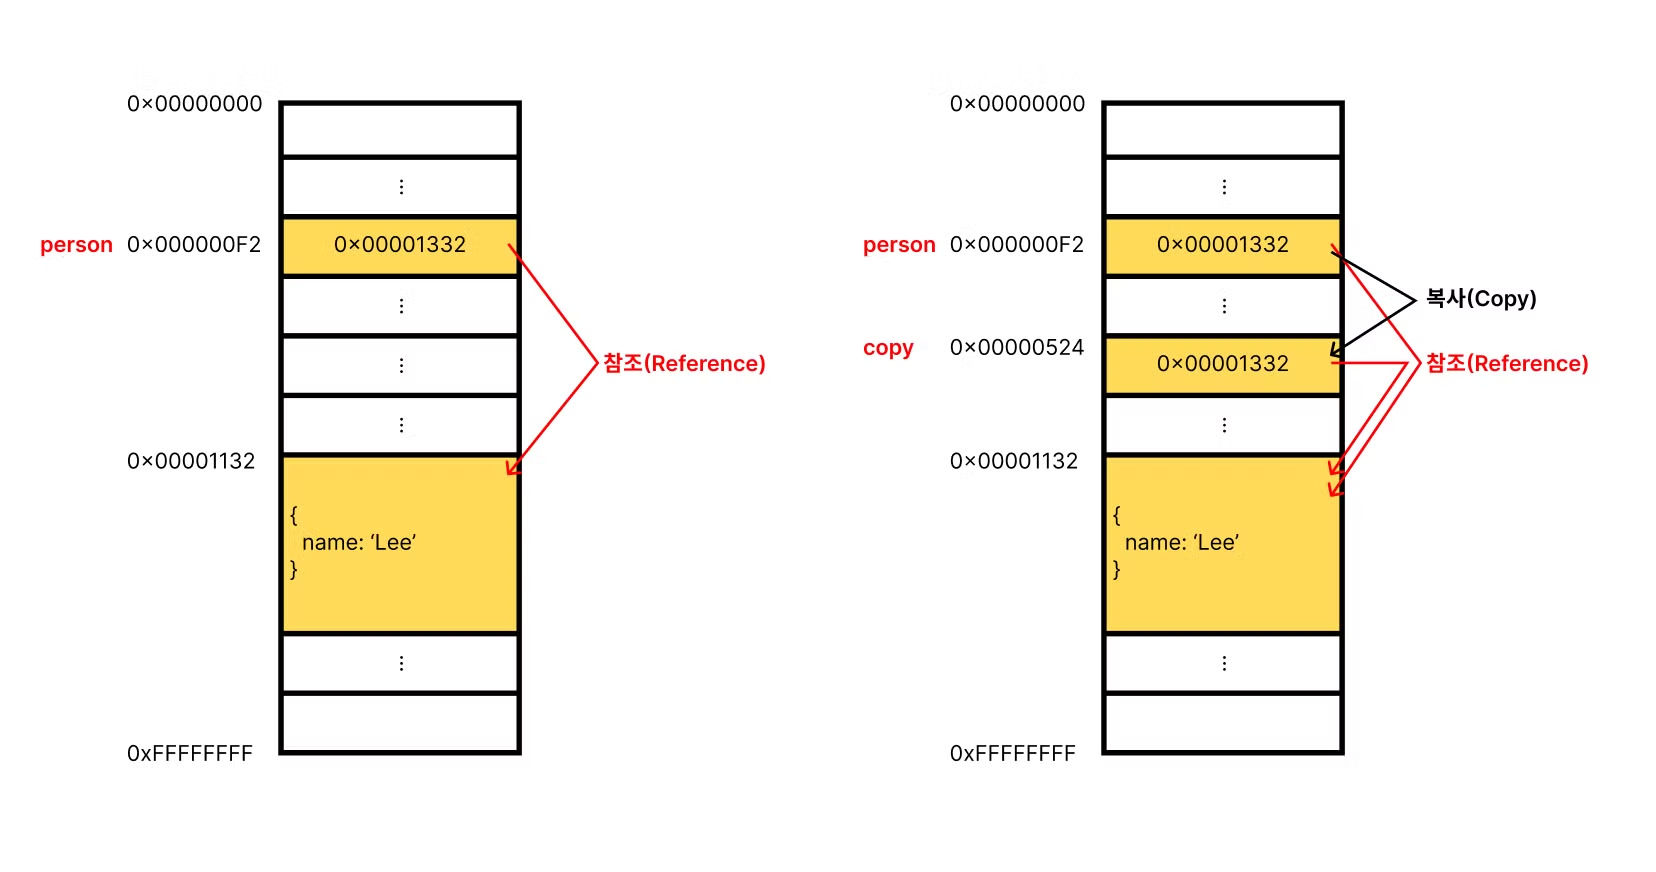 0×00000000
⋮
person 0×000000F2 0×00001332
⋮
⋮
참조(Reference)
⋮
0×00001132
{
name: ‘Lee’
}
⋮
0xFFFFFFFF
0×00000000
⋮
person 0×000000F2 0×00001332
복사(Copy)
⋮
copy 0×00000524 0×00001332
참조(Reference)
⋮
0×00001132
{
name: ‘Lee’
}
⋮
0xFFFFFFFF